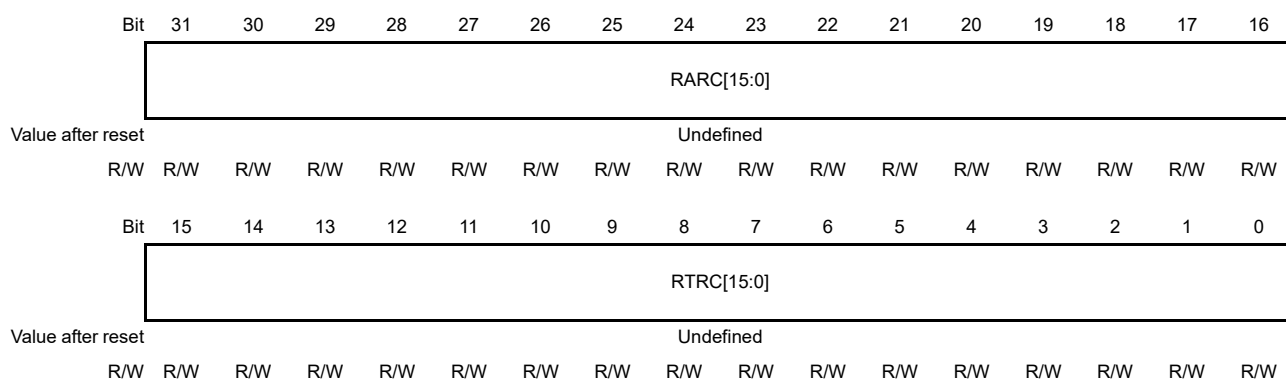 Bit 31 30 29 28 27 26 25 24 23 22 21 20 19 18 17 16
RARC[15:0]
Value after reset Undefined
R/W R/W R/W R/W R/W R/W R/W R/W R/W R/W R/W R/W R/W R/W R/W R/W R/W
Bit 15 14 13 12 11 10 9 8 7 6 5 4 3 2 1 0
RTRC[15:0]
Value after reset Undefined
R/W R/W R/W R/W R/W R/W R/W R/W R/W R/W R/W R/W R/W R/W R/W R/W R/W